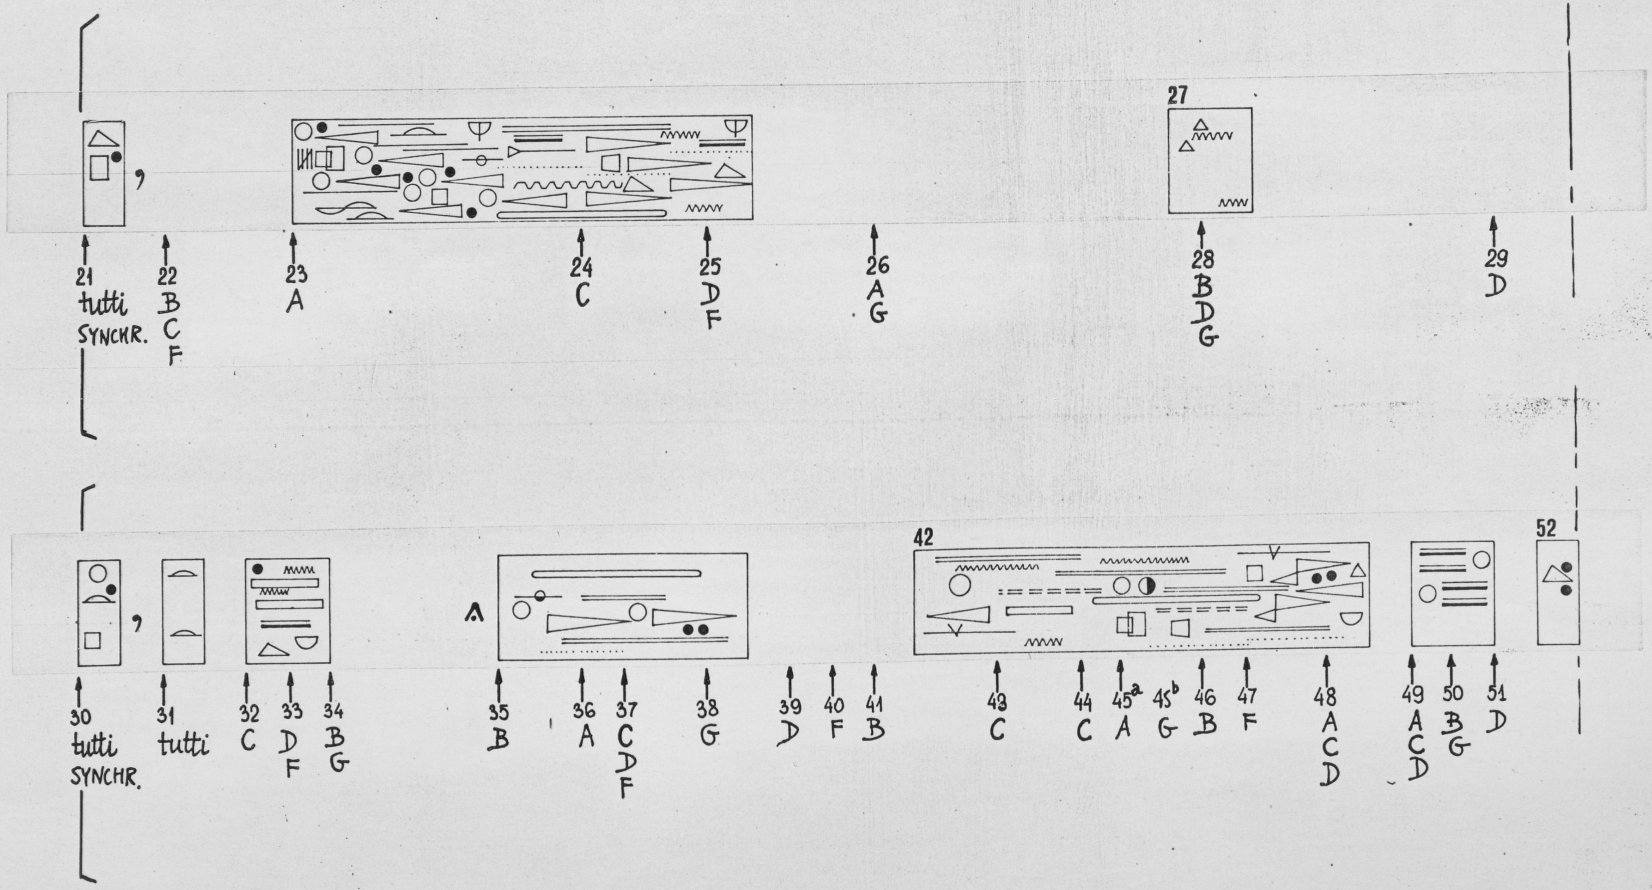 27
21 22 23 24 25 26 28 29
tutti B A C D A B D
SYNCHR. C F G D
F G
42 52
30 31 32 33 34 35 36 37 38 39 40 41 43 44 45a 45b 46 47 48 49 50 51
tutti tutti C D B B A C G D F B C C A G B F A A B D
SYNCHR. F G D C C G
F D D